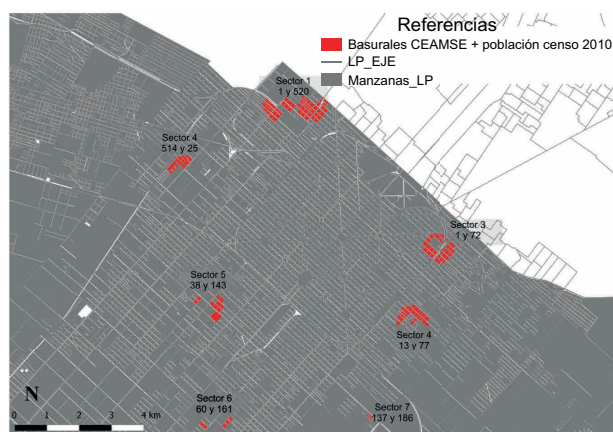 Referencias
Basurales CEAMSE + población censo 2010
LP_EJE
Manzanas_LP
Sector 1
1 y 520
Sector 4
514 y 25
Sector 3
1 y 72
Sector 5
38 y 143
Sector 4
13 y 77
Sector 6
60 y 161
Sector 7
137 y 186
N
0 1 2 3 4 km